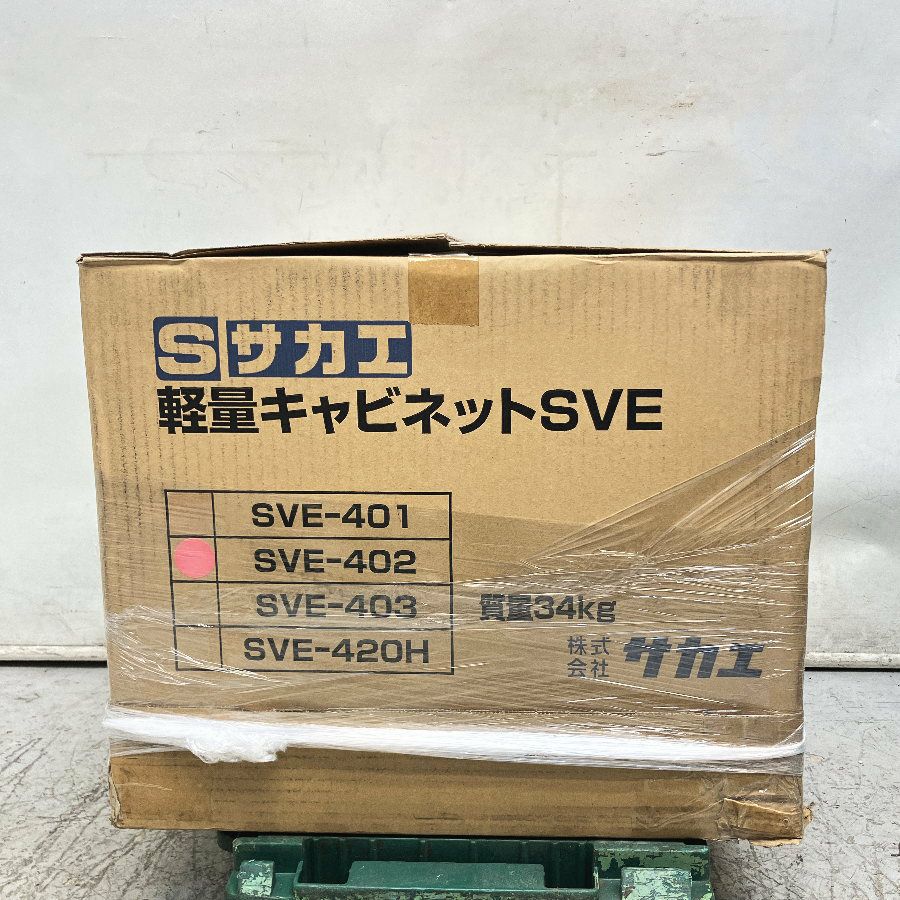 Sサカエ
軽量キャビネットSVE
SVE-401
SVE-402
SVE-403
SVE-420H
質量34kg
株式会社 サカエ